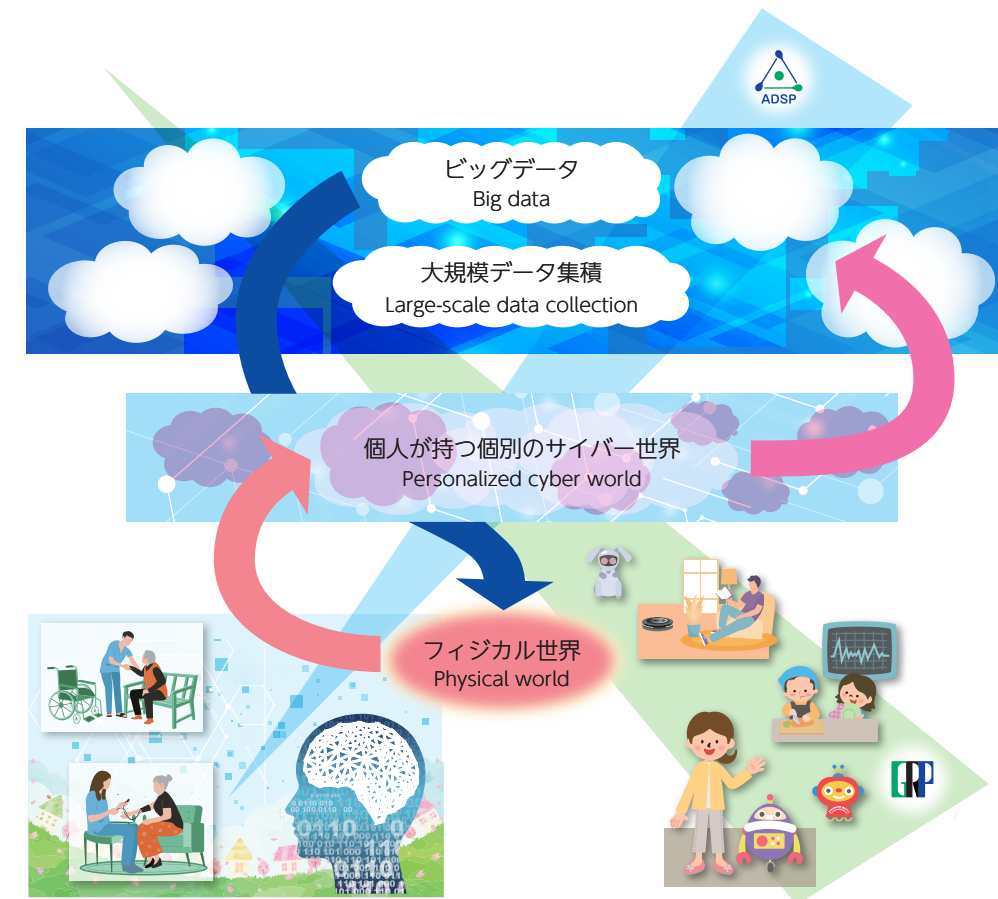 ADSP
ビッグデータ
Big data
大規模データ集積
Large-scale data collection
個人が持つ個別のサイバー世界
Personalized cyber world
フィジカル世界
Physical world
GRP